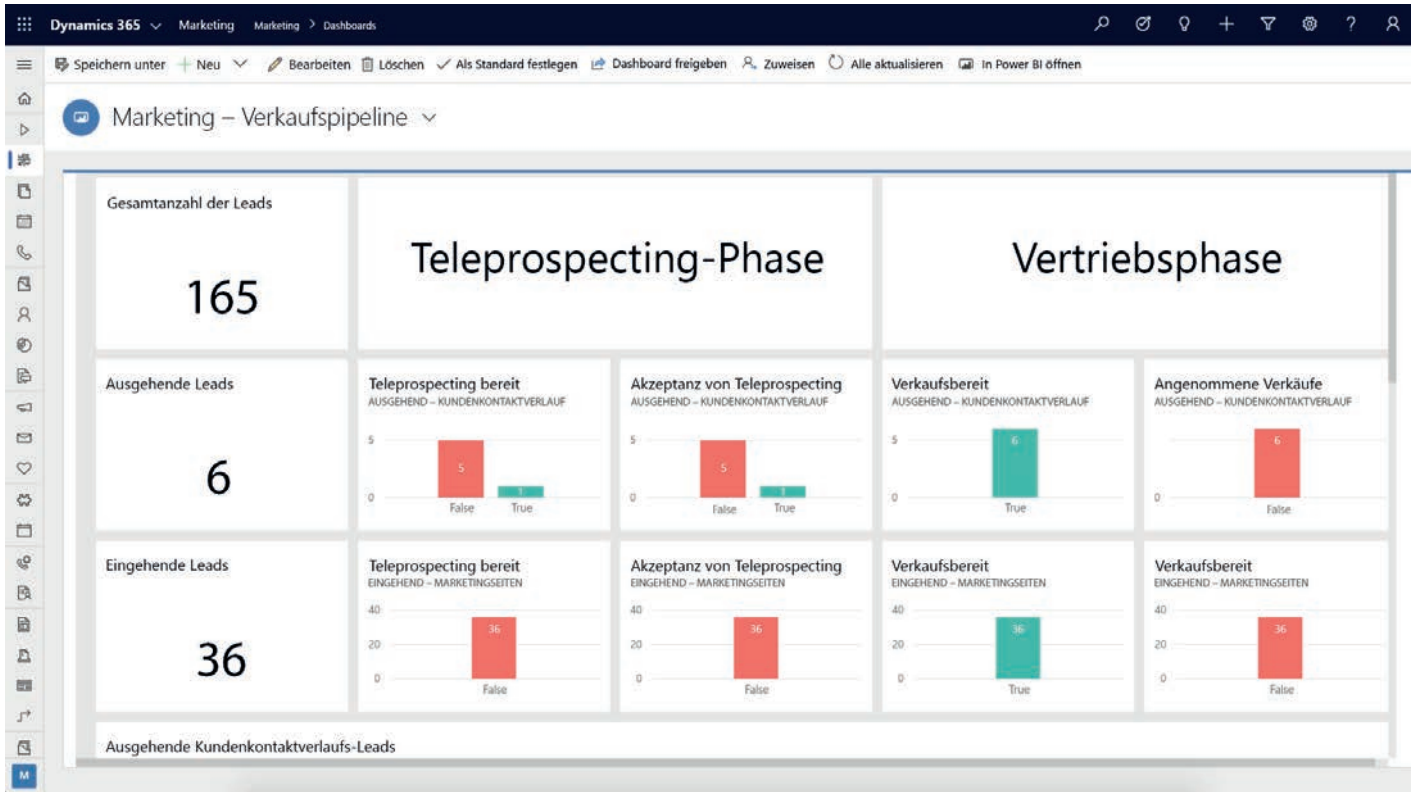 Dynamics 365 Marketing Marketing > Dashboards ?
Speichern unter Neu Bearbeiten Löschen Als Standard festlegen Dashboard freigeben Zuweisen Alle aktualisieren In Power BI öffnen
Marketing – Verkaufspipeline
Gesamtanzahl der Leads
165
Teleprospecting-Phase
Vertriebsphase
Ausgehende Leads
6
Teleprospecting bereit
AUSGEHEND – KUNDENKONTAKTVERLAUF
5
0
5
1
False True
Akzeptanz von Teleprospecting
AUSGEHEND – KUNDENKONTAKTVERLAUF
5
0
5
1
False True
Verkaufsbereit
AUSGEHEND – KUNDENKONTAKTVERLAUF
5
0
6
True
Angenommene Verkäufe
AUSGEHEND – KUNDENKONTAKTVERLAUF
0
6
False
Eingehende Leads
36
Teleprospecting bereit
EINGEHEND – MARKETINGSEITEN
40
20
0
36
False
Akzeptanz von Teleprospecting
EINGEHEND – MARKETINGSEITEN
40
20
0
36
False
Verkaufsbereit
EINGEHEND – MARKETINGSEITEN
40
20
0
36
True
Verkaufsbereit
EINGEHEND – MARKETINGSEITEN
40
20
0
36
False
Ausgehende Kundenkontaktverlaufs-Leads
M